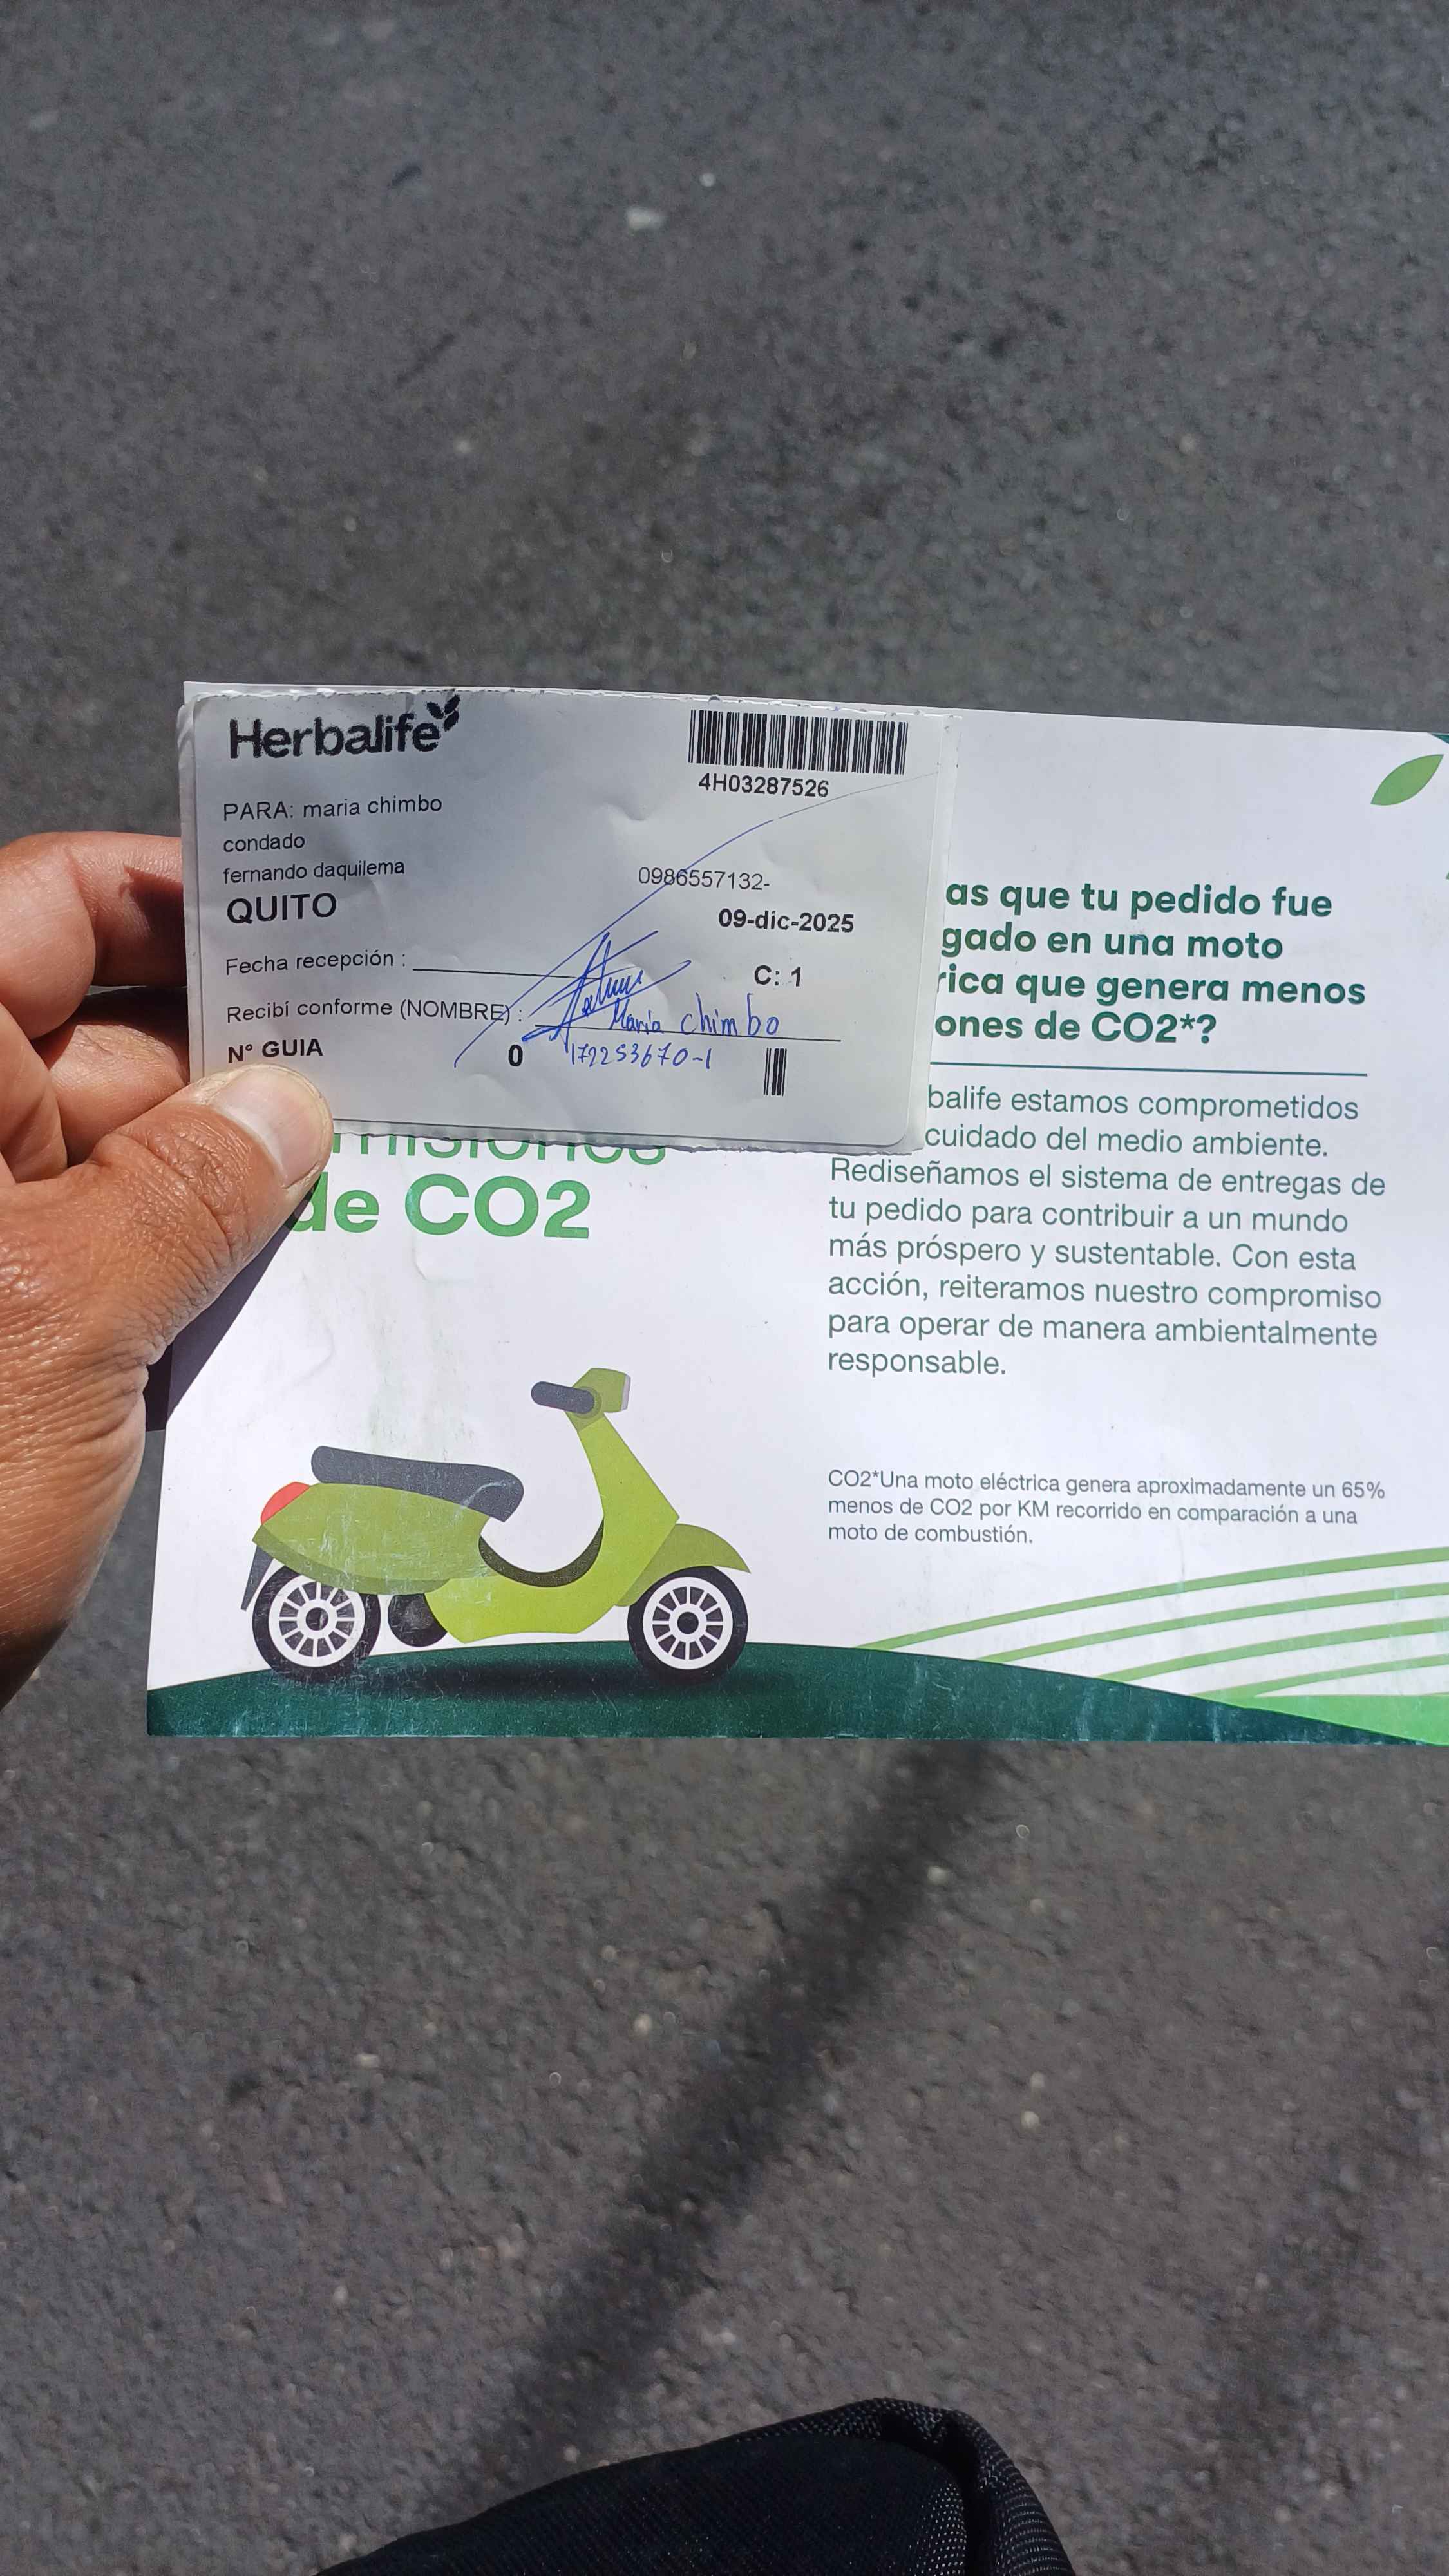 Herbalife
4H03287526
PARA: maria chimbo
condado
fernando daquilema
0986557132-
QUITO
09-dic-2025
Fecha recepción :
C: 1
Recibí conforme (NOMBRE) :
Maria chimbo
Nº GUIA
0
172253670-1
de CO2
as que tu pedido fue
gado en una moto
rica que genera menos
ones de CO2*?
balife estamos comprometidos
cuidado del medio ambiente.
Rediseñamos el sistema de entregas de
tu pedido para contribuir a un mundo
más próspero y sustentable. Con esta
acción, reiteramos nuestro compromiso
para operar de manera ambientalmente
responsable.
CO2*Una moto eléctrica genera aproximadamente un 65%
menos de CO2 por KM recorrido en comparación a una
moto de combustión.